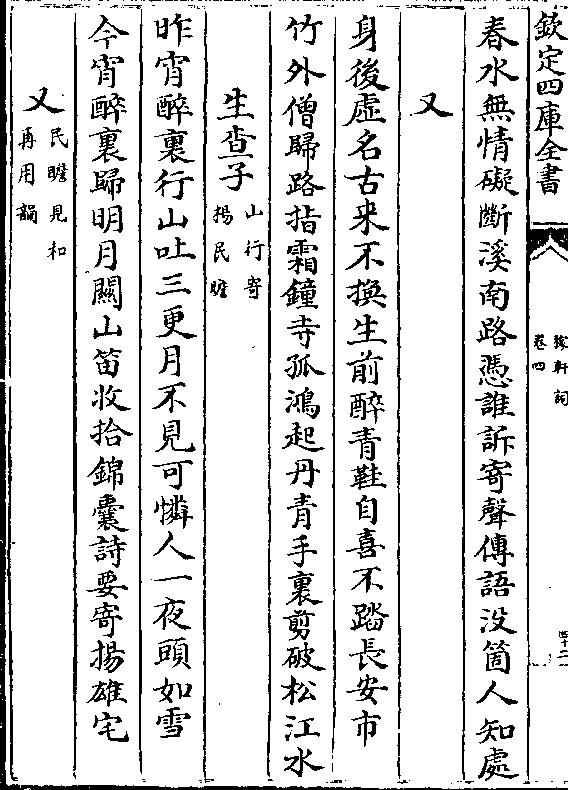 欽定四庫全書
稼軒詞
卷四
四十二
春水無情礙斷溪南路憑誰訴寄聲傳語没箇人知處
又
身後虛名古来不換生前醉青鞋自喜不踏長安市
竹外僧歸路指霜鐘寺孤鴻起丹青手裏剪破松江水
生查子
山行寄
楊民瞻
昨宵醉裏行山吐三更月不見可憐人一夜頭如雪
今宵醉裏歸明月關山笛收拾錦囊詩要寄揚雄宅
又
民瞻見和
再用韻